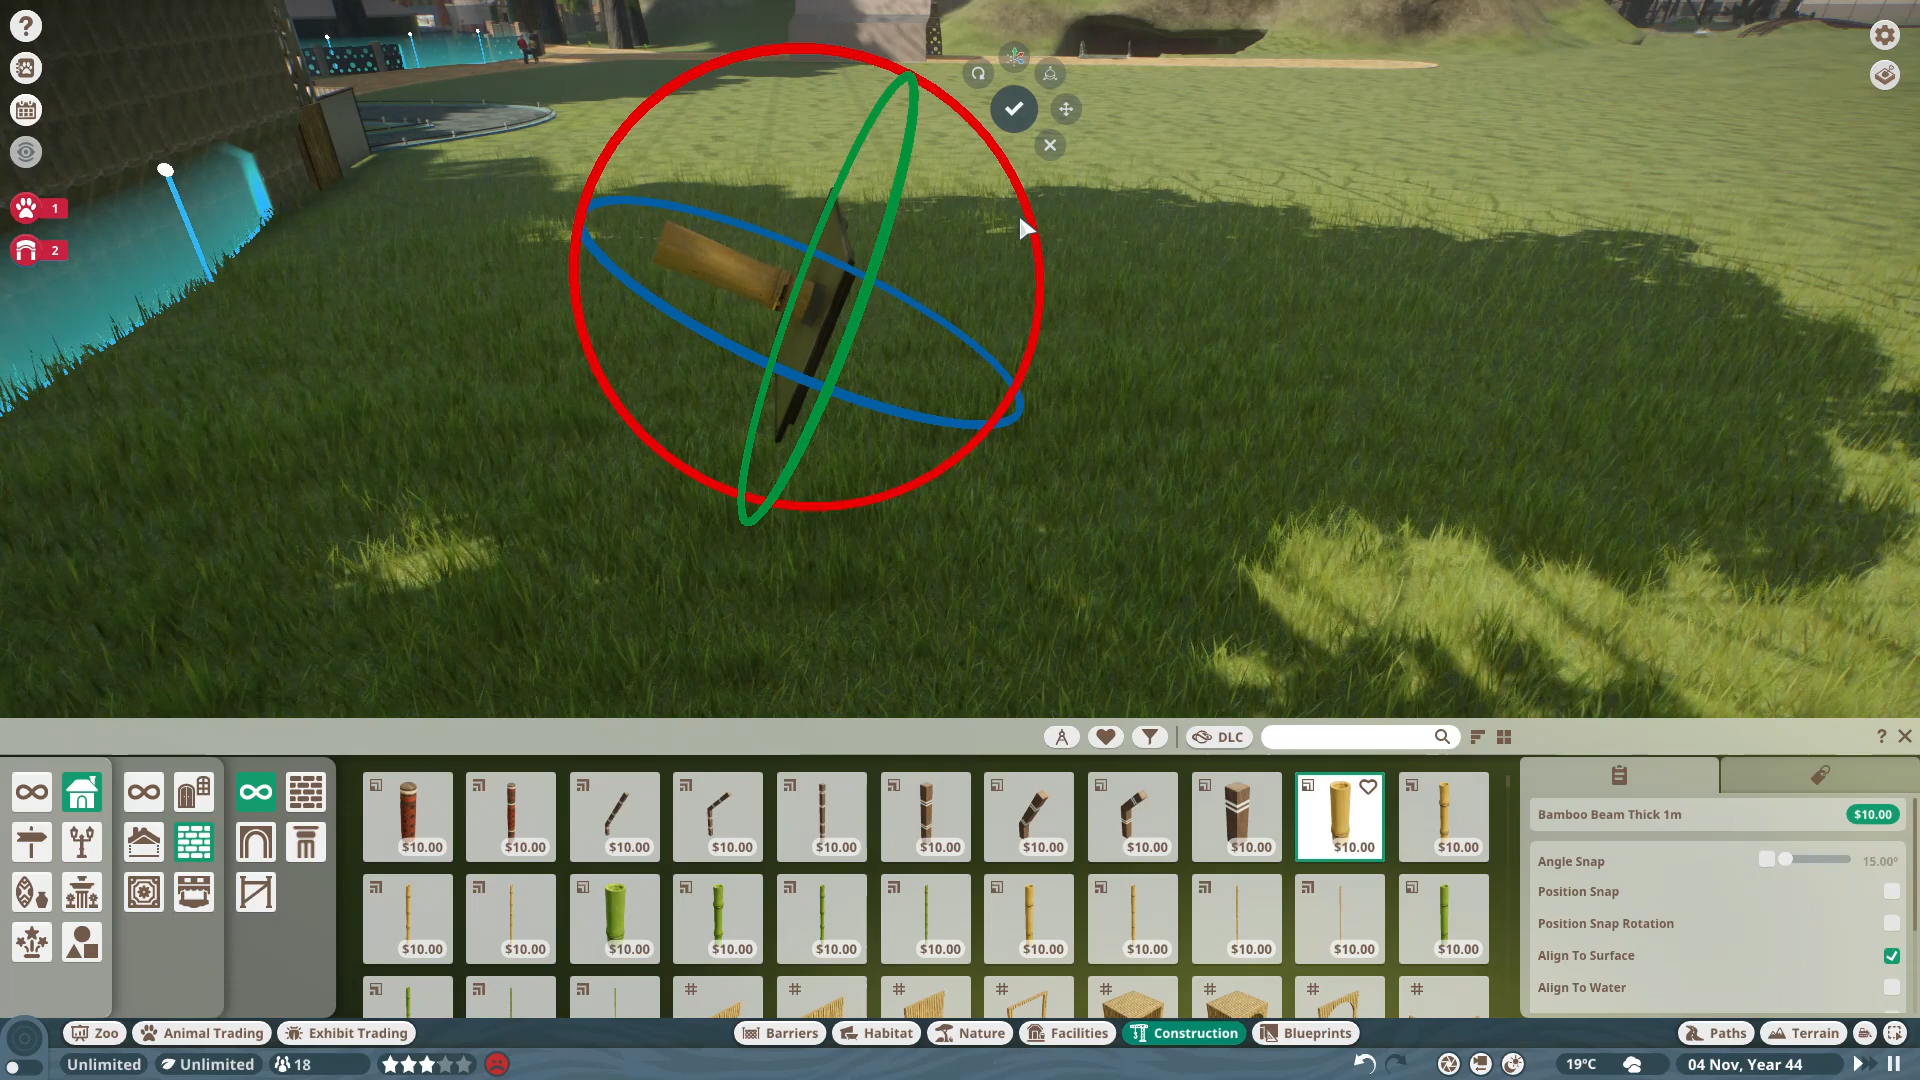 ?
1
2
DLC
?
$10.00 $10.00 $10.00 $10.00 $10.00 $10.00 $10.00 $10.00 $10.00 $10.00 $10.00
$10.00 $10.00 $10.00 $10.00 $10.00 $10.00 $10.00 $10.00 $10.00 $10.00 $10.00
Bamboo Beam Thick 1m $10.00
Angle Snap 15.00°
Position Snap
Position Snap Rotation
Align To Surface
Align To Water
Zoo Animal Trading Exhibit Trading Barriers Habitat Nature Facilities Construction Blueprints Paths Terrain
Unlimited Unlimited 18 19°C 04 Nov, Year 44